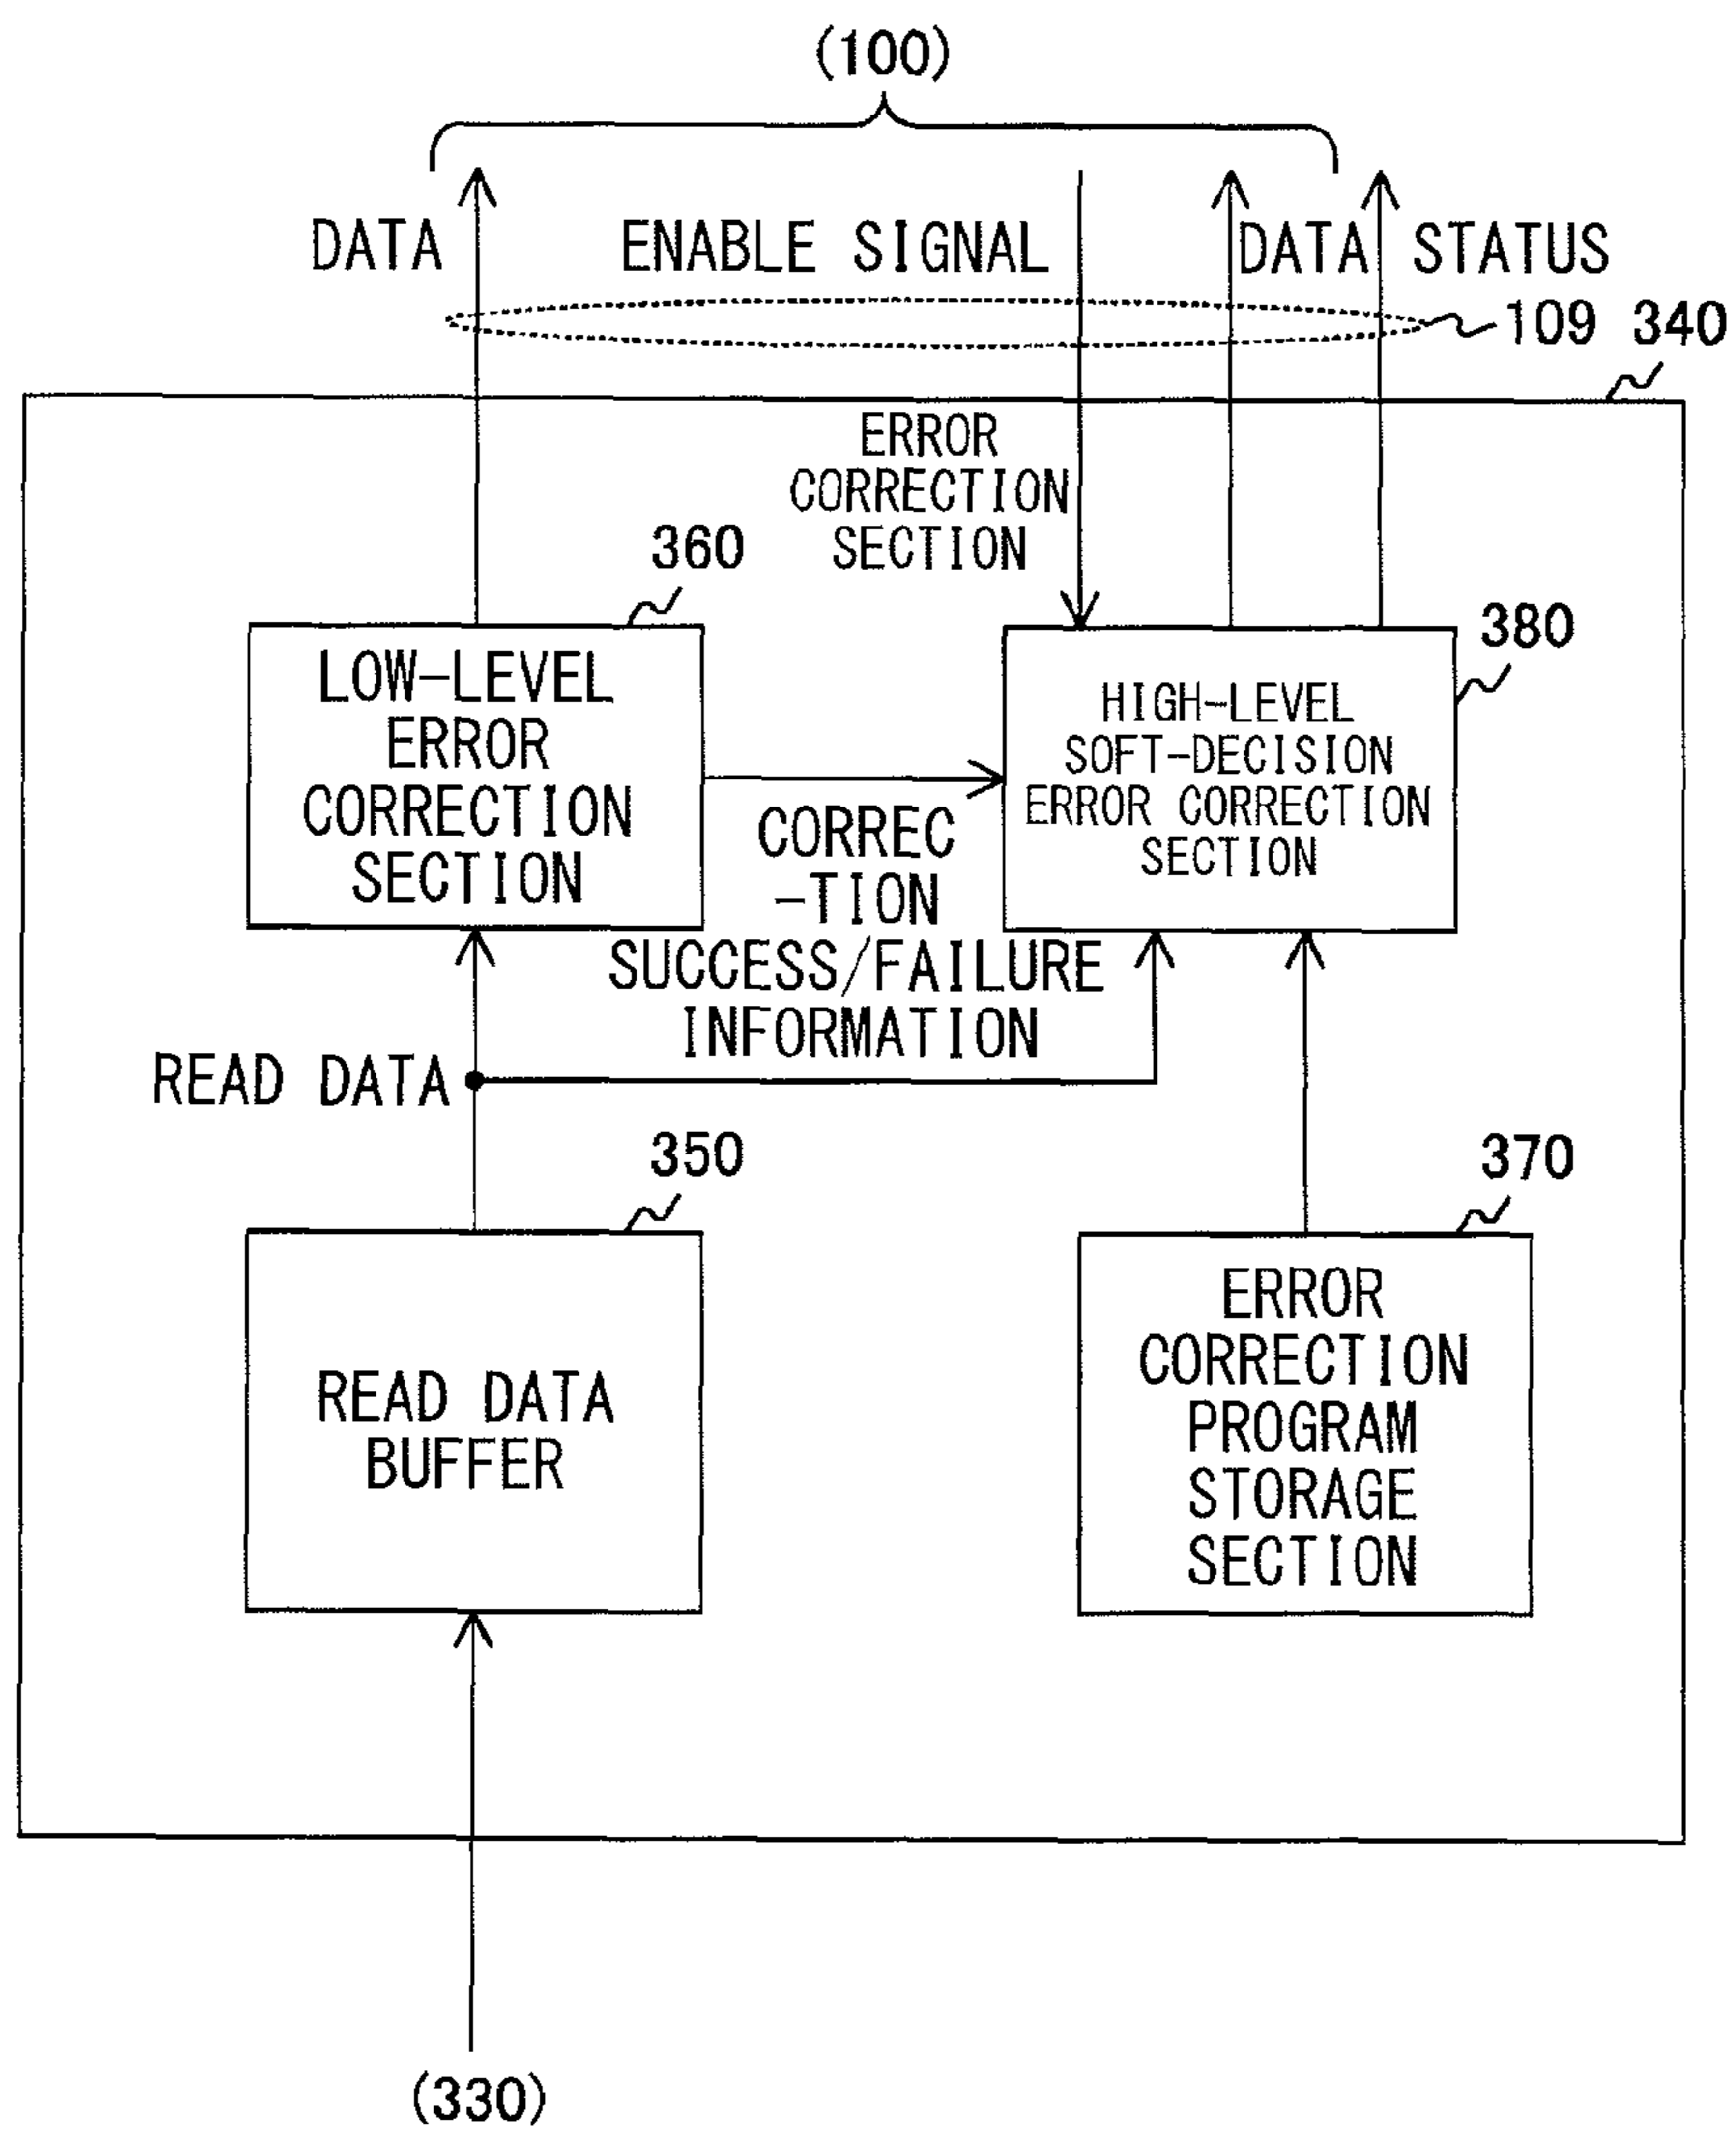 (100)
DATA
ENABLE SIGNAL
DATA
STATUS
109
340
ERROR
CORRECTION
SECTION
360
LOW-LEVEL
ERROR
CORRECTION
SECTION
380
HIGH-LEVEL
SOFT-DECISION
ERROR CORRECTION
SECTION
CORREC
-TION
SUCCESS/FAILURE
INFORMATION
READ DATA
350
READ DATA
BUFFER
370
ERROR
CORRECTION
PROGRAM
STORAGE
SECTION
(330)